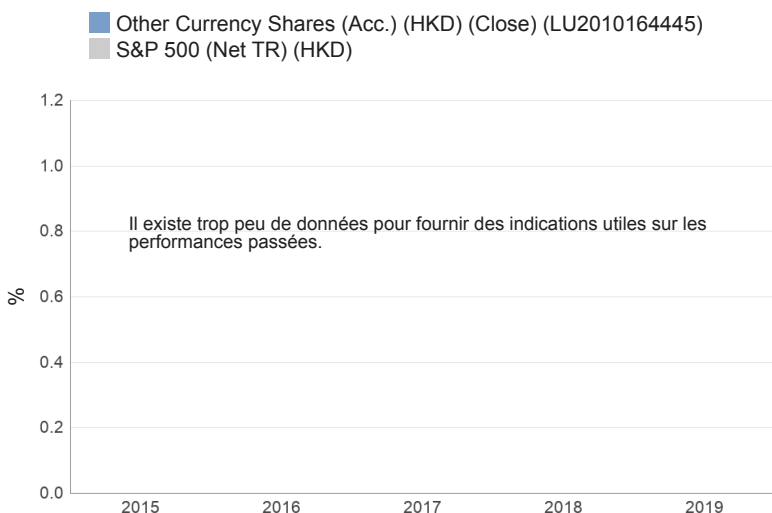 Other Currency Shares (Acc.) (HKD) (Close) (LU2010164445)
S&P 500 (Net TR) (HKD)
1.2
1.0
Il existe trop peu de données pour fournir des indications utiles sur les
performances passées.
0.8
%
0.6
0.4
0.2
0.0
2015 2016 2017 2018 2019